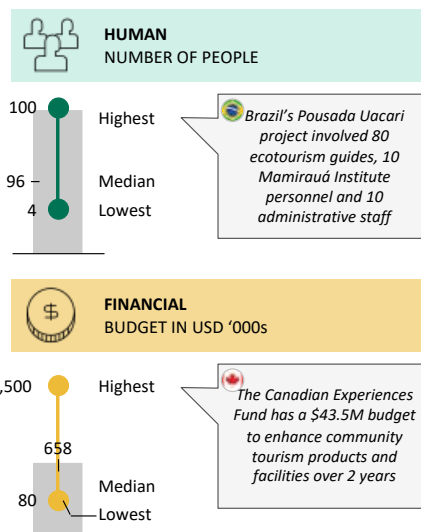 HUMAN
NUMBER OF PEOPLE
100
Highest
96
Median
4
Lowest
Brazil's Pousada Uacari
project involved 80
ecotourism guides, 10
Mamirauá Institute
personnel and 10
administrative staff
$
FINANCIAL
BUDGET IN USD ‘000s
,500
Highest
658
Median
80
Lowest
The Canadian Experiences
Fund has a $43.5M budget
to enhance community
tourism products and
facilities over 2 years